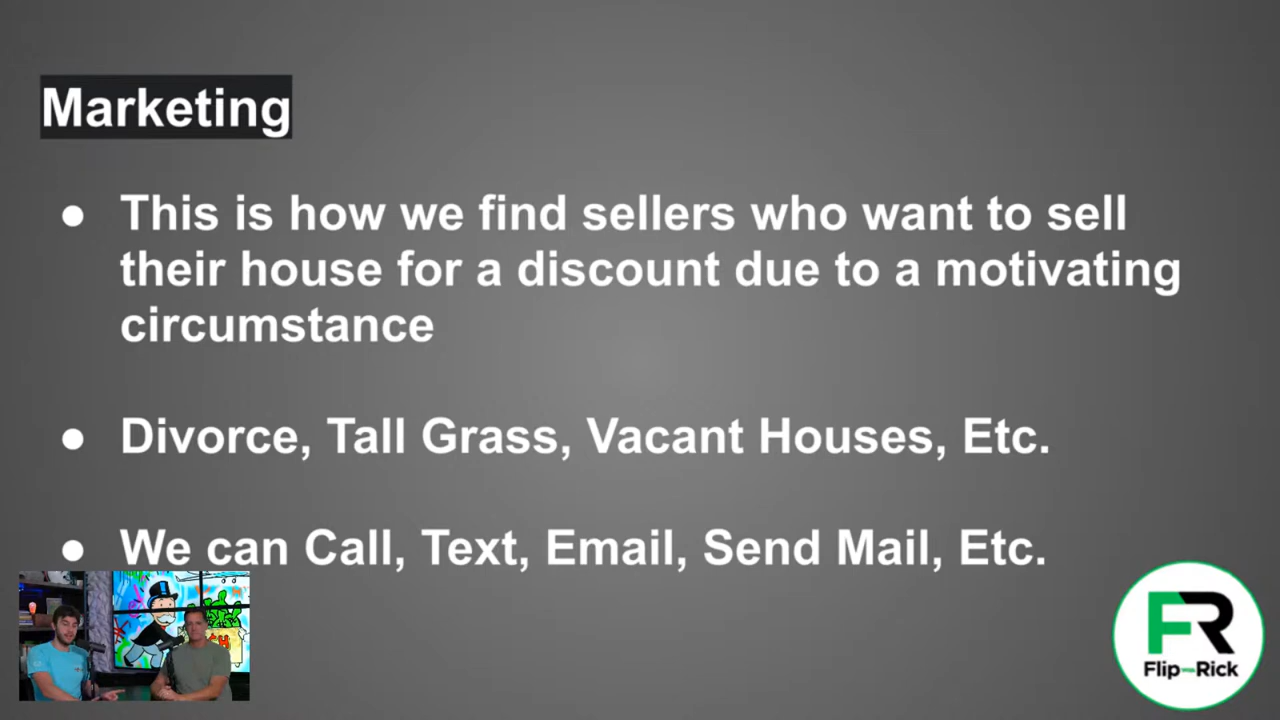 Marketing
● This is how we find sellers who want to sell
their house for a discount due to a motivating
circumstance
● Divorce, Tall Grass, Vacant Houses, Etc.
● We can Call, Text, Email, Send Mail, Etc.
FR
Flip-Rick